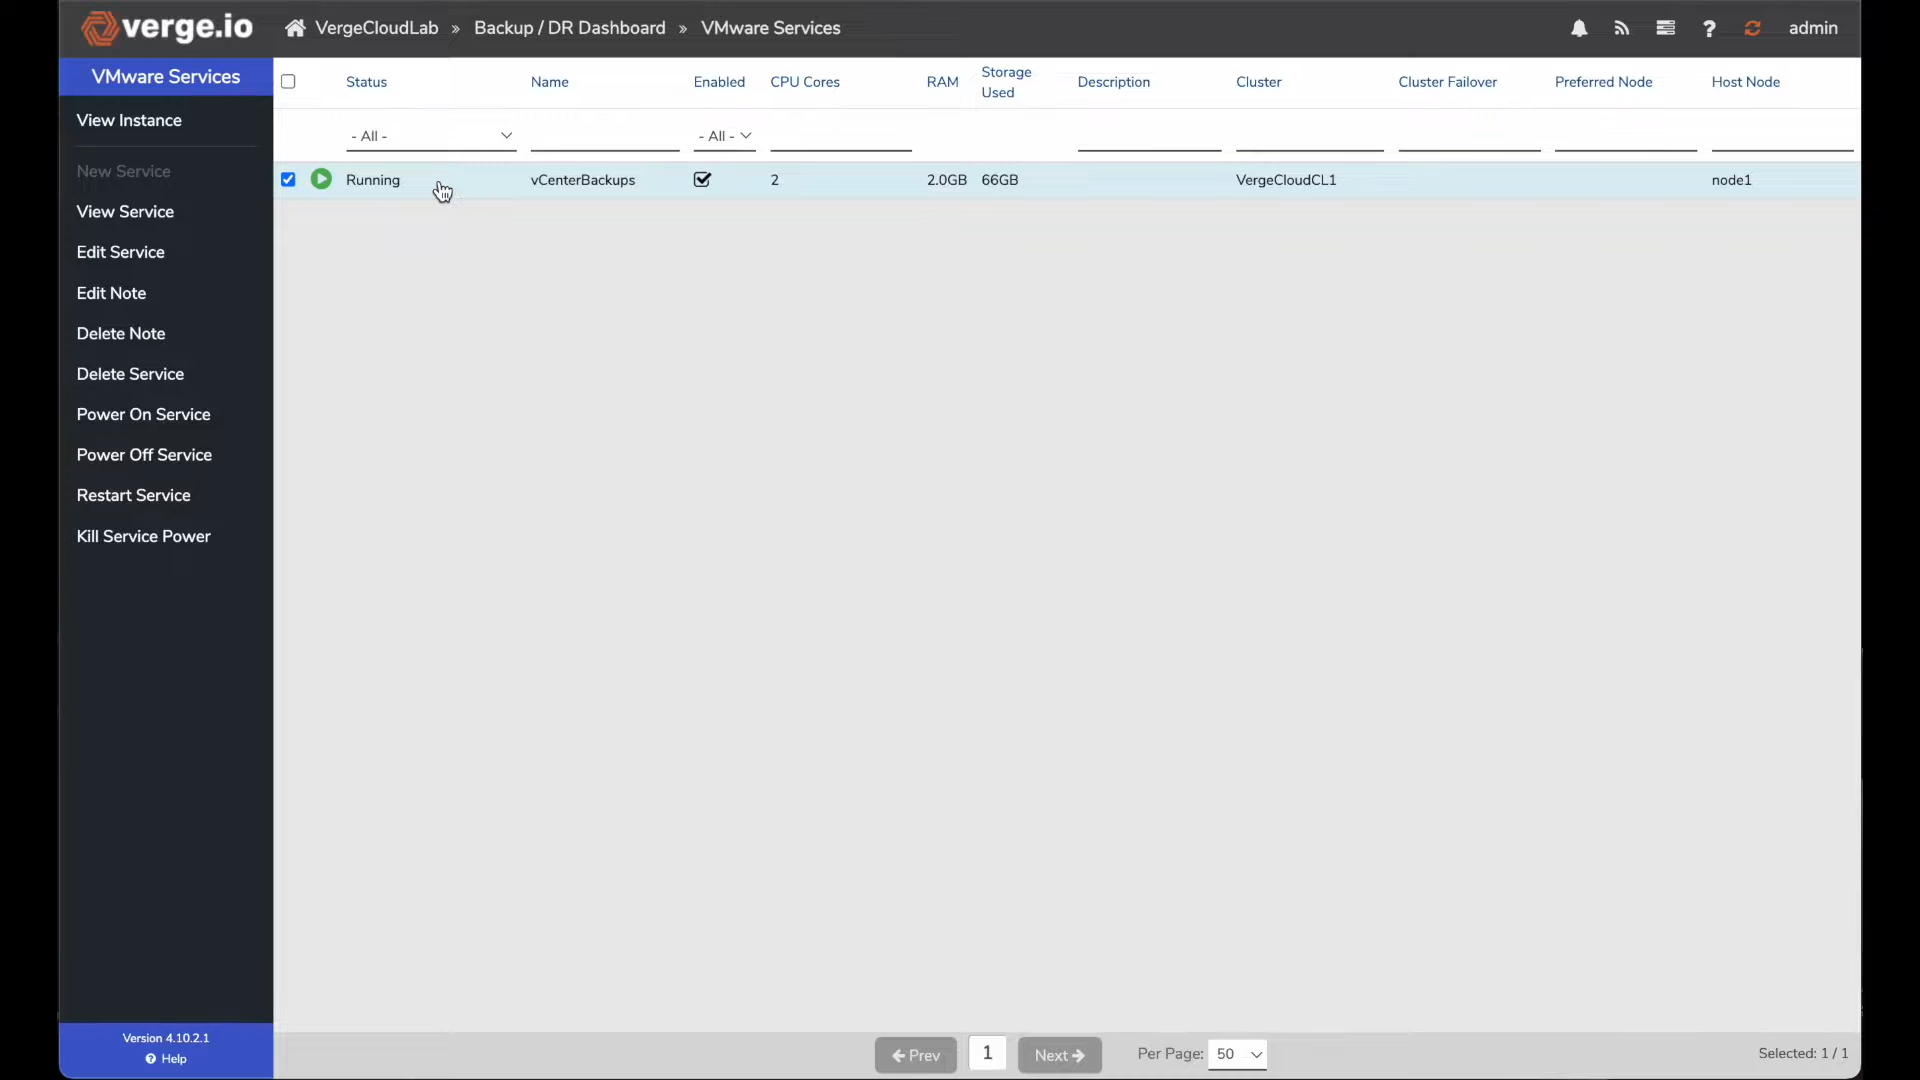 verge.io
VergeCloudLab » Backup / DR Dashboard » VMware Services
admin
VMware Services
View Instance
New Service
View Service
Edit Service
Edit Note
Delete Note
Delete Service
Power On Service
Power Off Service
Restart Service
Kill Service Power
Version 4.10.2.1
Help
Status Name Enabled CPU Cores RAM Storage Used Description Cluster Cluster Failover Preferred Node Host Node
- All - - All -
Running vCenterBackups 2 2.0GB 66GB VergeCloudCL1 node1
Prev 1 Next Per Page: 50 Selected: 1 / 1